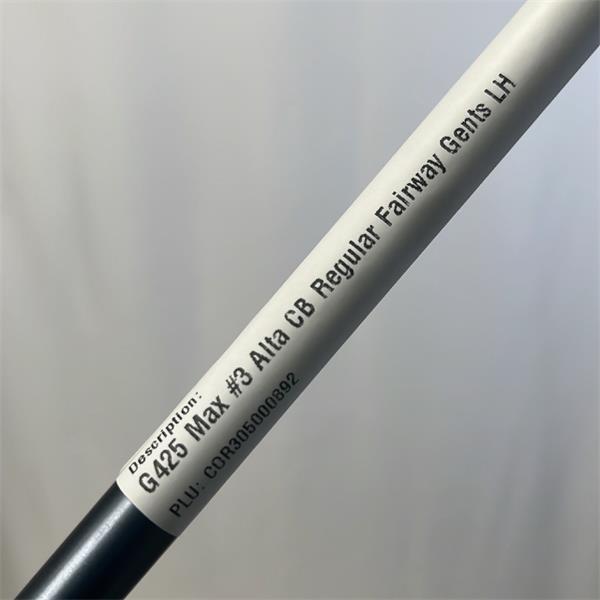 Description:
G425 Max #3 Alta CB Regular Fairway Gents LH
PLU: COR305000892